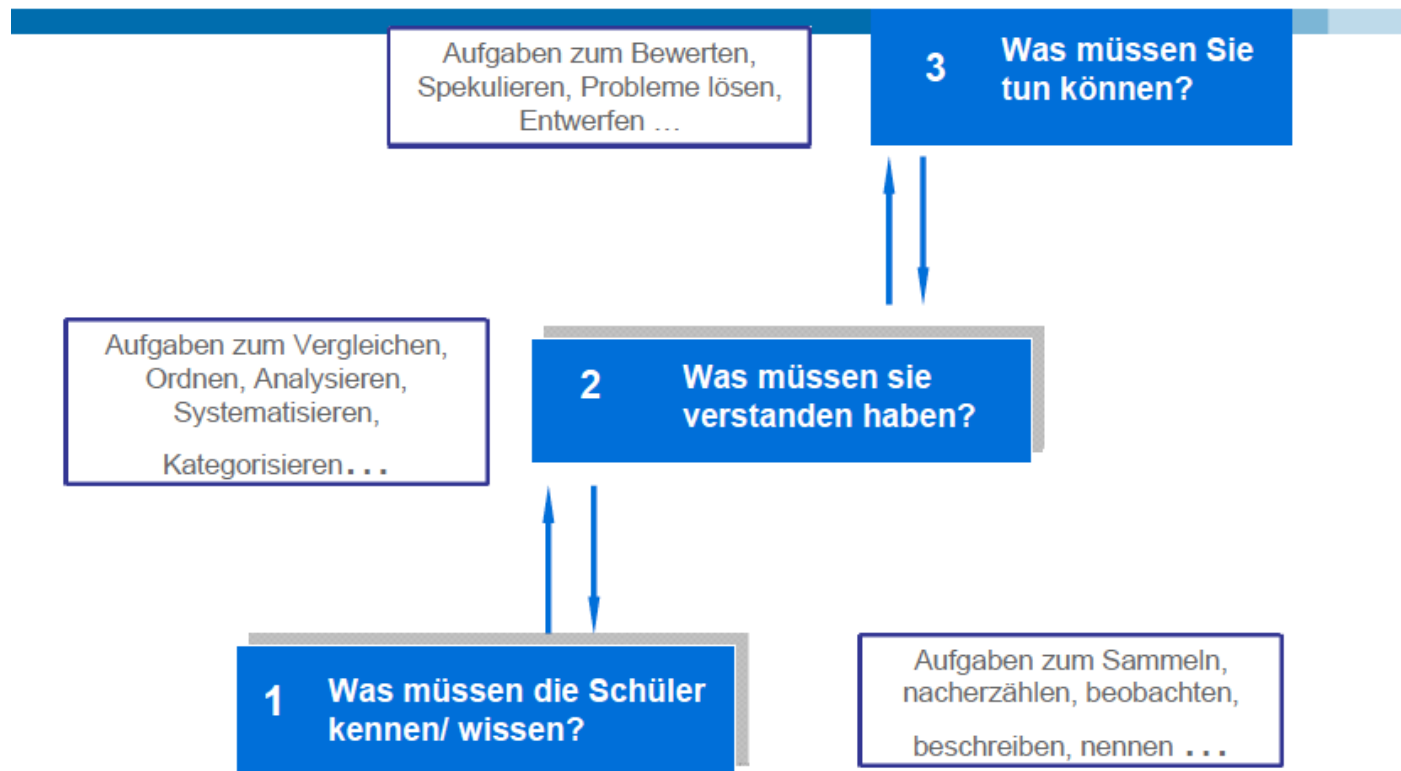 Aufgaben zum Bewerten,
Spekulieren, Probleme lösen,
Entwerfen ...
3
Was müssen Sie
tun können?
Aufgaben zum Vergleichen,
Ordnen, Analysieren,
Systematisieren,
Kategorisieren...
2
Was müssen sie
verstanden haben?
1
Was müssen die Schüler
kennen/ wissen?
Aufgaben zum Sammeln,
nacherzählen, beobachten,
beschreiben, nennen ...